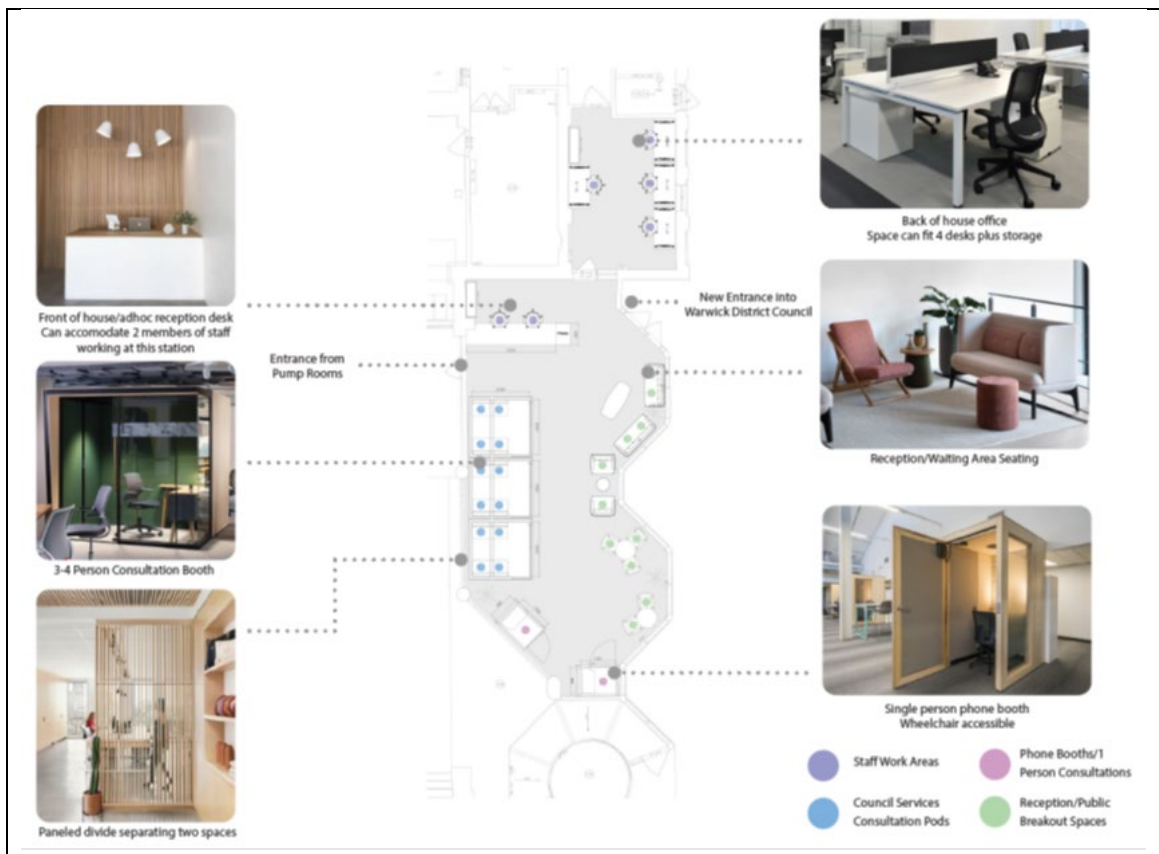 Front of house/adhoc reception desk
Can accomodate 2 members of staff
working at this station
3-4 Person Consultation Booth
Paneled divide separating two spaces
Entrance from
Pump Rooms
New Entrance into
Warwick District Council
Back of house office
Space can fit 4 desks plus storage
Reception/Waiting Area Seating
Single person phone booth
Wheelchair accessible
Staff Work Areas
Phone Booths/1
Person Consultations
Council Services
Consultation Pods
Reception/Public
Breakout Spaces